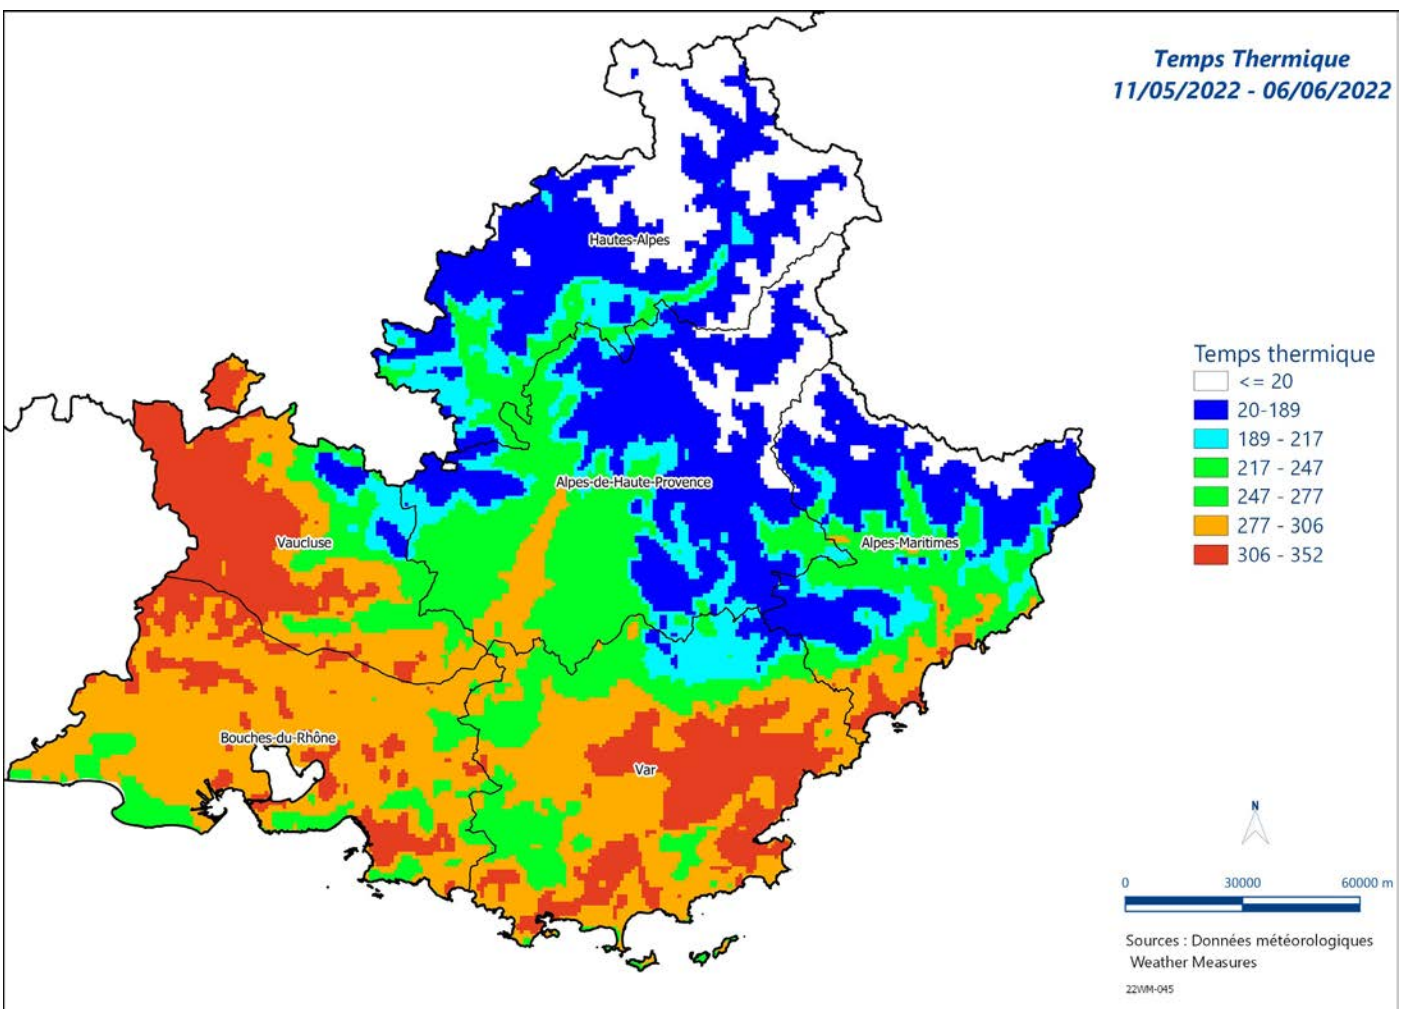 Temps Thermique
11/05/2022 - 06/06/2022
Hautes-Alpes
Temps thermique
<= 20
20-189
189 - 217
217 - 247
247 - 277
277 - 306
306 - 352
Alpes-de-Haute-Provence
Vaucluse
Alpes-Maritimes
Bouches-du-Rhône
Var
N
0 30000 60000 m
Sources : Données météorologiques
Weather Measures
22WM-045